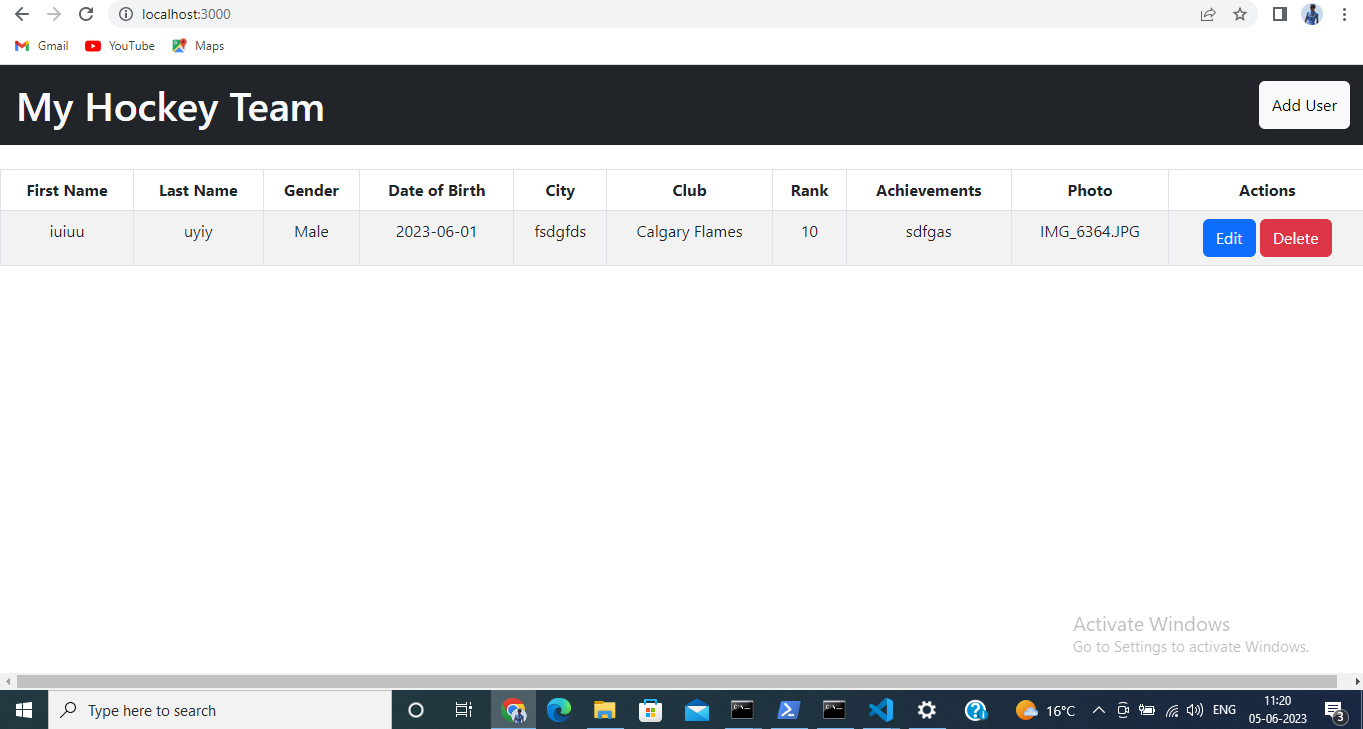 localhost:3000
Gmail YouTube Maps
My Hockey Team
Add User
First Name Last Name Gender Date of Birth City Club Rank Achievements Photo Actions
iuiuu uyiy Male 2023-06-01 fsdgfds Calgary Flames 10 sdfgas IMG_6364.JPG Edit Delete
Activate Windows
Go to Settings to activate Windows.
Type here to search
16°C
ENG
11:20
05-06-2023
3